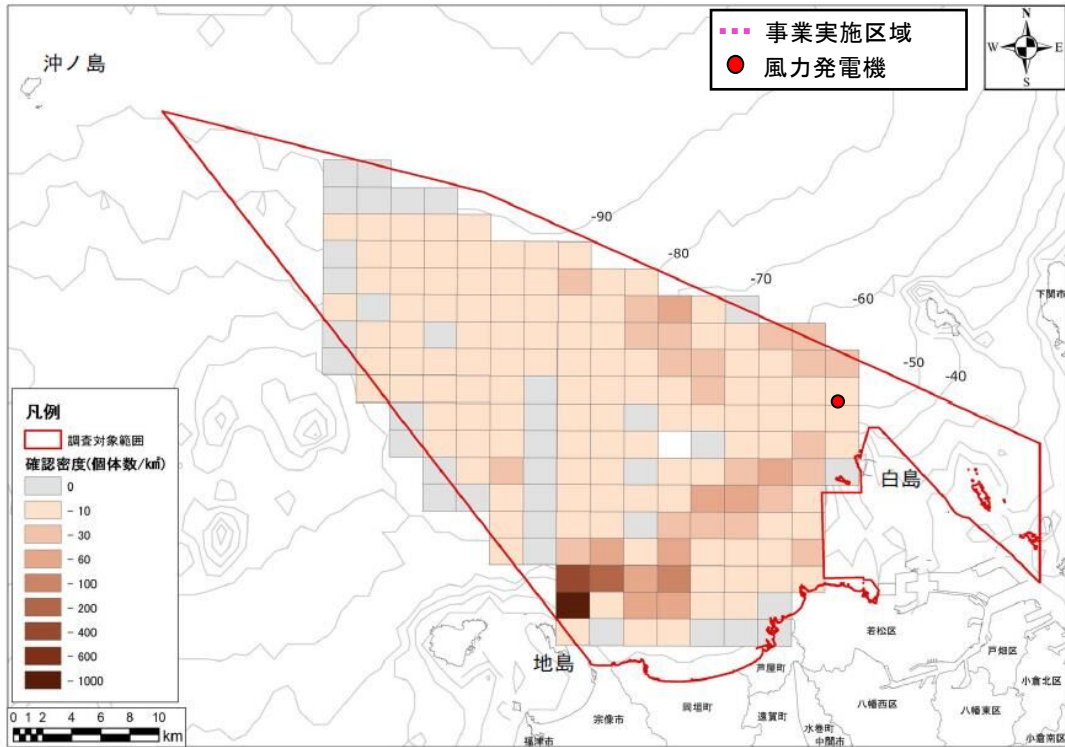 事業実施区域
風力発電機
N
W E
S
沖ノ島
-90
-80
-70
-60
-50
-40
下関市
凡例
調査対象範囲
確認密度(個体数/k㎡)
0
- 10
- 30
- 60
- 100
- 200
- 400
- 600
- 1000
白島
地島
若松区
戸畑区
小倉北区
芦屋町
岡垣町
遠賀町
水巻町
八幡西区
八幡東区
宗像市
福津市
中間市
小倉南区
0 1 2 4 6 8 10
km